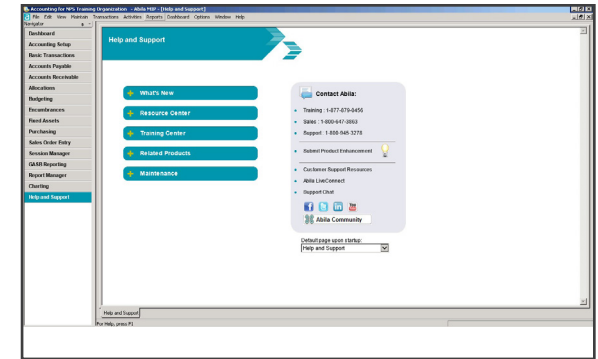 Accounting for NPS Training Organization - Abila MIP - [Help and Support]
File Edit View Maintain Transactions Activities Reports Dashboard Options Window Help
Navigator
Dashboard
Accounting Setup
Basic Transactions
Accounts Payable
Accounts Receivable
Allocations
Budgeting
Encumbrances
Fixed Assets
Purchasing
Sales Order Entry
Session Manager
GASB Reporting
Report Manager
Charting
Help and Support
Help and Support
What's New
Resource Center
Training Center
Related Products
Maintenance
Contact Abila:
Training : 1-877-879-0456
Sales : 1-800-647-3863
Support : 1-800-945-3278
Submit Product Enhancement
Customer Support Resources
Abila LiveConnect
Support Chat
Abila Community
Default page upon startup:
Help and Support
Help and Support
For Help, press F1